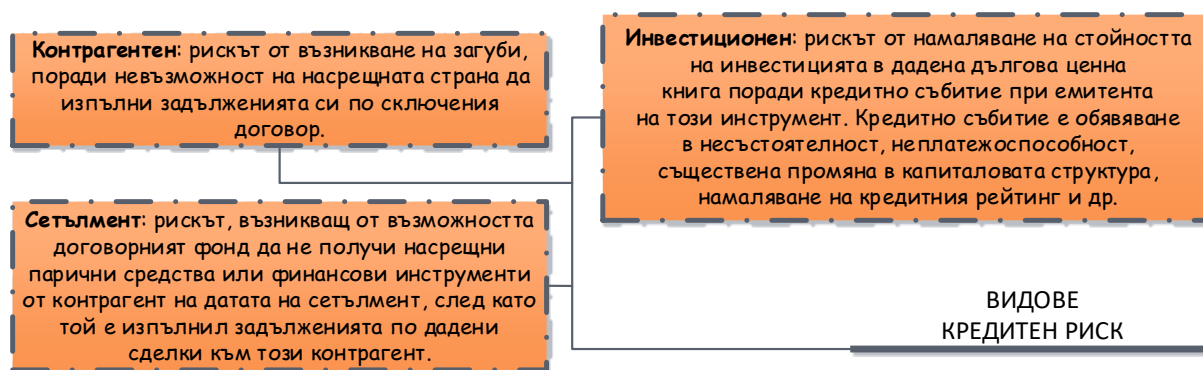 Контрагентен: рискът от възникване на загуби,
поради невъзможност на насрещната страна да
изпълни задълженията си по сключения
договор.
Инвестиционен: рискът от намаляване на стойността
на инвестицията в дадена дългова ценна
книга поради кредитно събитие при емитента
на този инструмент. Кредитно събитие е обявяване
в несъстоятелност, неплатежоспособност,
съществена промяна в капиталовата структура,
намаляване на кредитния рейтинг и др.
Сетълмент: рискът, възникващ от възможността
договорният фонд да не получи насрещни
парични средства или финансови инструменти
от контрагент на датата на сетълмент, след като
той е изпълнил задълженията по дадени
сделки към този контрагент.
ВИДОВЕ
КРЕДИТЕН РИСК